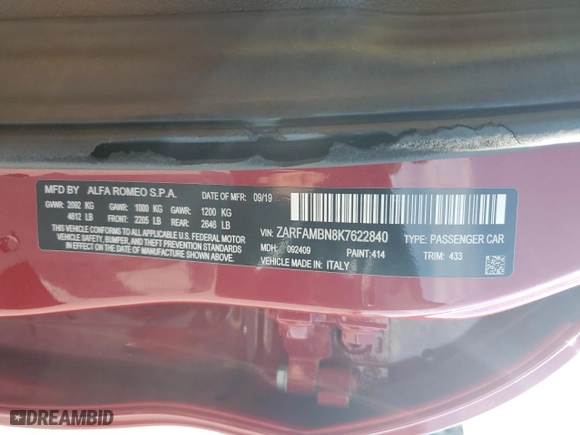 MFD BY ALFA ROMEO S.P.A. DATE OF MFR: 09/19
GVWR: 2092 KG GAWR: 1000 KG GAWR: 1200 KG
4612 LB FRONT: 2205 LB REAR: 2646 LB
THIS VEHICLE CONFORMS TO ALL APPLICABLE U.S. FEDERAL MOTOR
VEHICLE SAFETY, BUMPER, AND THEFT PREVENTION STANDARDS
IN EFFECT ON THE DATE OF MANUFACTURE SHOWN ABOVE.
VIN: ZARFAMBN8K7622840 TYPE: PASSENGER CAR
MDH: 092409 PAINT:414 TRIM: 433
VEHICLE MADE IN: ITALY
DREAMBID